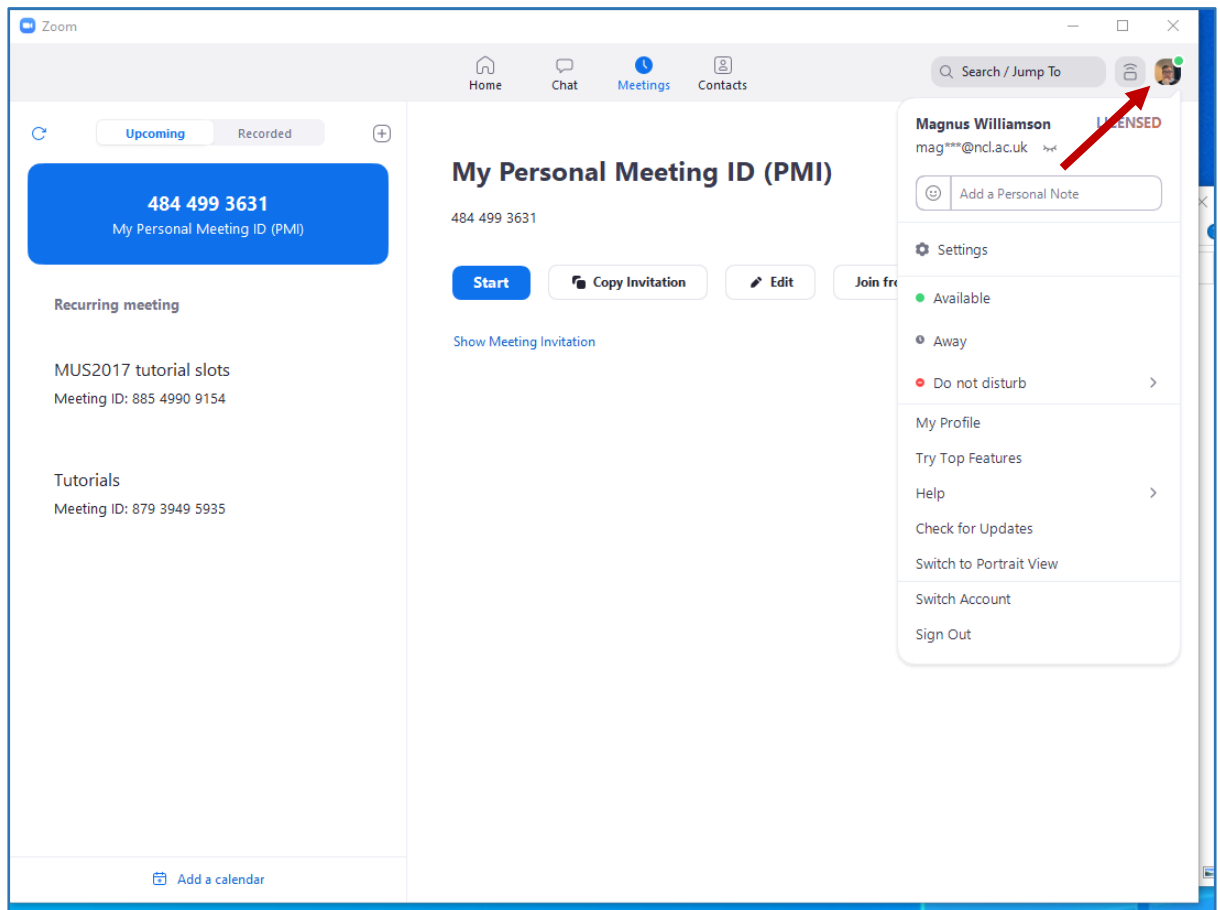 Zoom
Home
Chat
Meetings
Contacts
Search / Jump To
Upcoming
Recorded
484 499 3631
My Personal Meeting ID (PMI)
Recurring meeting
MUS2017 tutorial slots
Meeting ID: 885 4990 9154
Tutorials
Meeting ID: 879 3949 5935
Add a calendar
My Personal Meeting ID (PMI)
484 499 3631
Start
Copy Invitation
Edit
Join fr
Show Meeting Invitation
Magnus Williamson
LICENSED
mag***@ncl.ac.uk
Add a Personal Note
Settings
Available
Away
Do not disturb
My Profile
Try Top Features
Help
Check for Updates
Switch to Portrait View
Switch Account
Sign Out